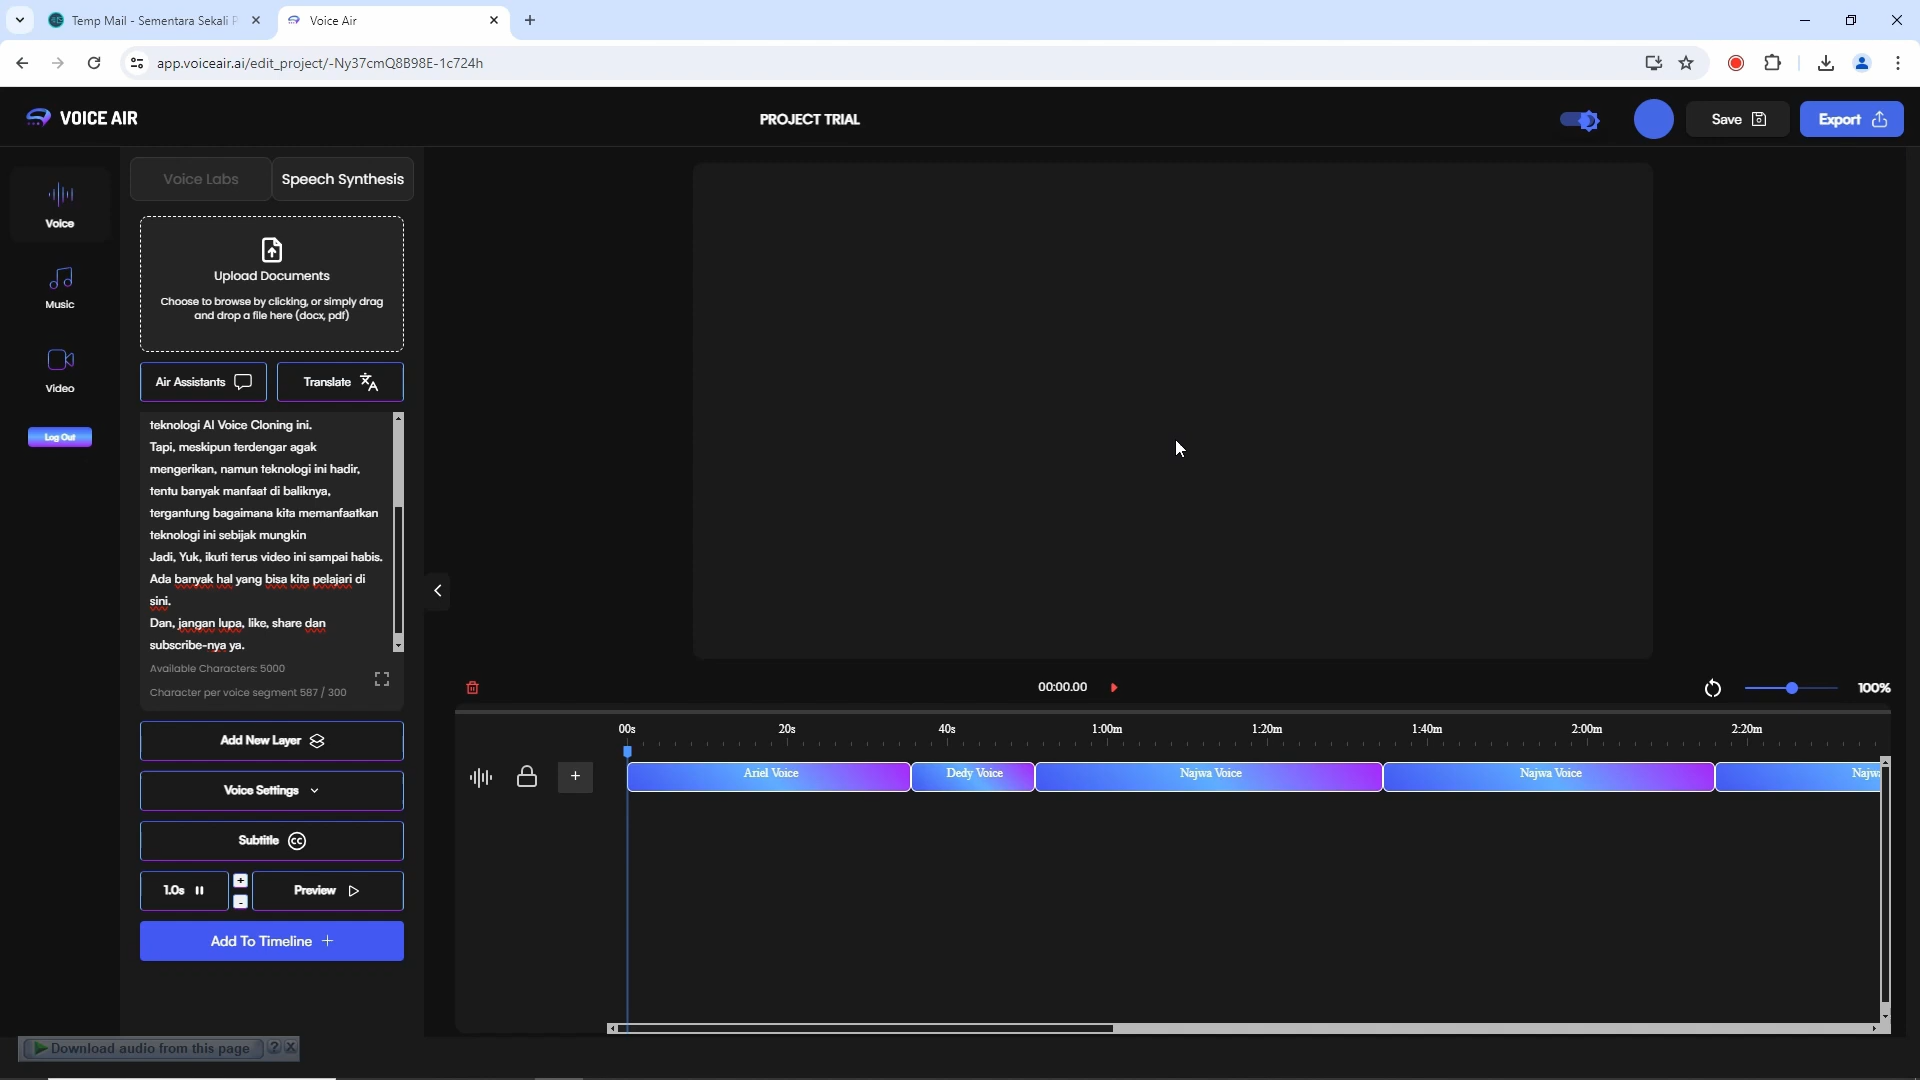 Temp Mail - Sementara Sekali P
Voice Air
app.voiceair.ai/edit_project/-Ny37cmQ8B98E-1c724h
VOICE AIR
PROJECT TRIAL
Save
Export
Voice
Music
Video
Log Out
Voice Labs
Speech Synthesis
Upload Documents
Choose to browse by clicking, or simply drag
and drop a file here (docx, pdf)
Air Assistants
Translate
teknologi AI Voice Cloning ini.
Tapi, meskipun terdengar agak
mengerikan, namun teknologi ini hadir,
tentu banyak manfaat di baliknya,
tergantung bagaimana kita memanfaatkan
teknologi ini sebijak mungkin
Jadi, Yuk, ikuti terus video ini sampai habis.
Ada banyak hal yang bisa kita pelajari di
sini.
Dan, jangan lupa, like, share dan
subscribe-nya ya.
Available Characters: 5000
Character per voice segment 587 / 300
Add New Layer
Voice Settings
Subtitle CC
1.0s
+
-
Preview
Add To Timeline +
00:00.00
100%
00s 20s 40s 1:00m 1:20m 1:40m 2:00m 2:20m
+
Ariel Voice Dedy Voice Najwa Voice Najwa Voice Najw
Download audio from this page ? X